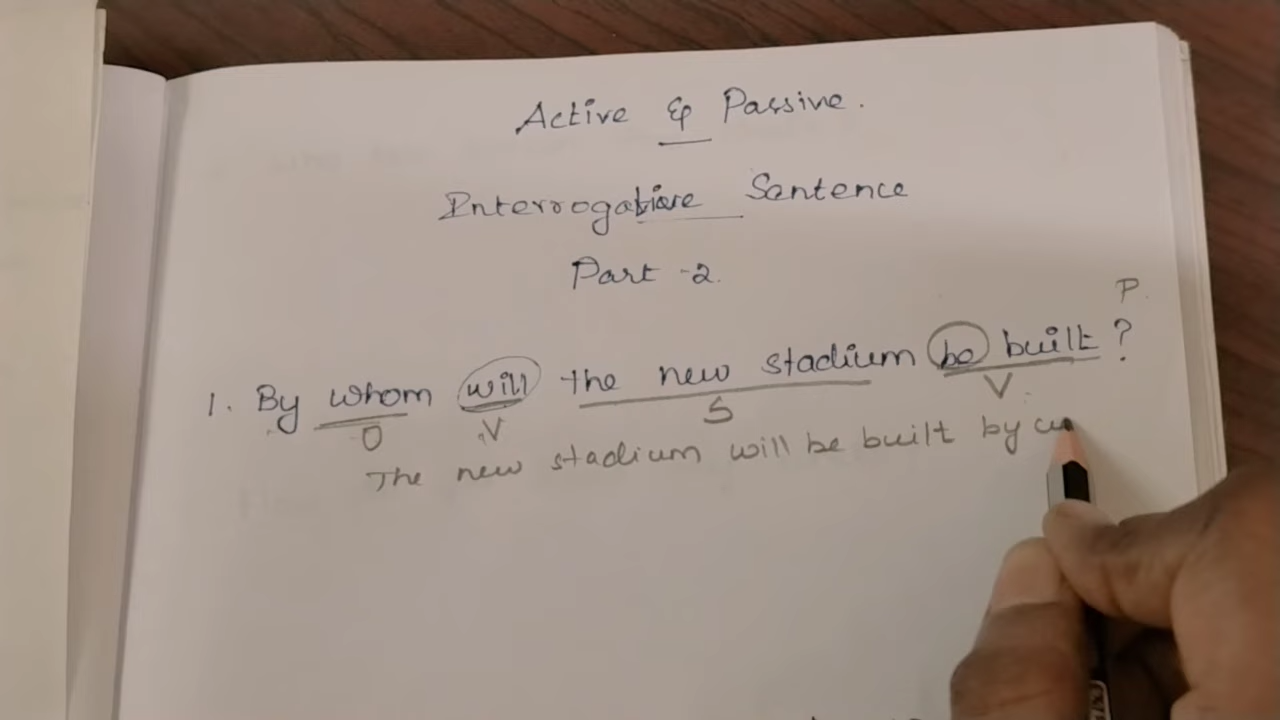 Active & Passive.
Interrogative Sentence
Part -2.
P.
1. By whom will the new stadium be built?
O V S V
The new stadium will be built by